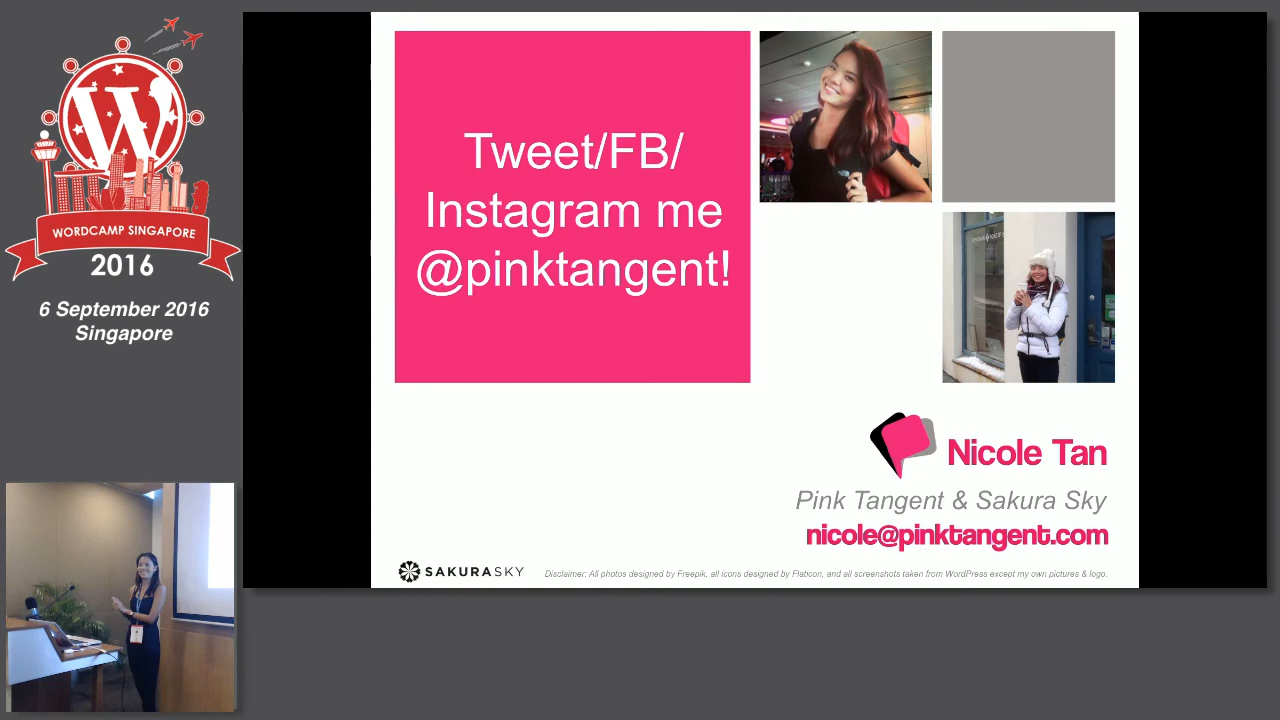 W
WORDCAMP SINGAPORE
2016
6 September 2016
Singapore
Tweet/FB/
Instagram me
@pinktangent!
Nicole Tan
Pink Tangent & Sakura Sky
nicole@pinktangent.com
SAKURASKY
Disclaimer: All photos designed by Freepik, all icons designed by Flaticon, and all screenshots taken from WordPress except my own pictures & logo.